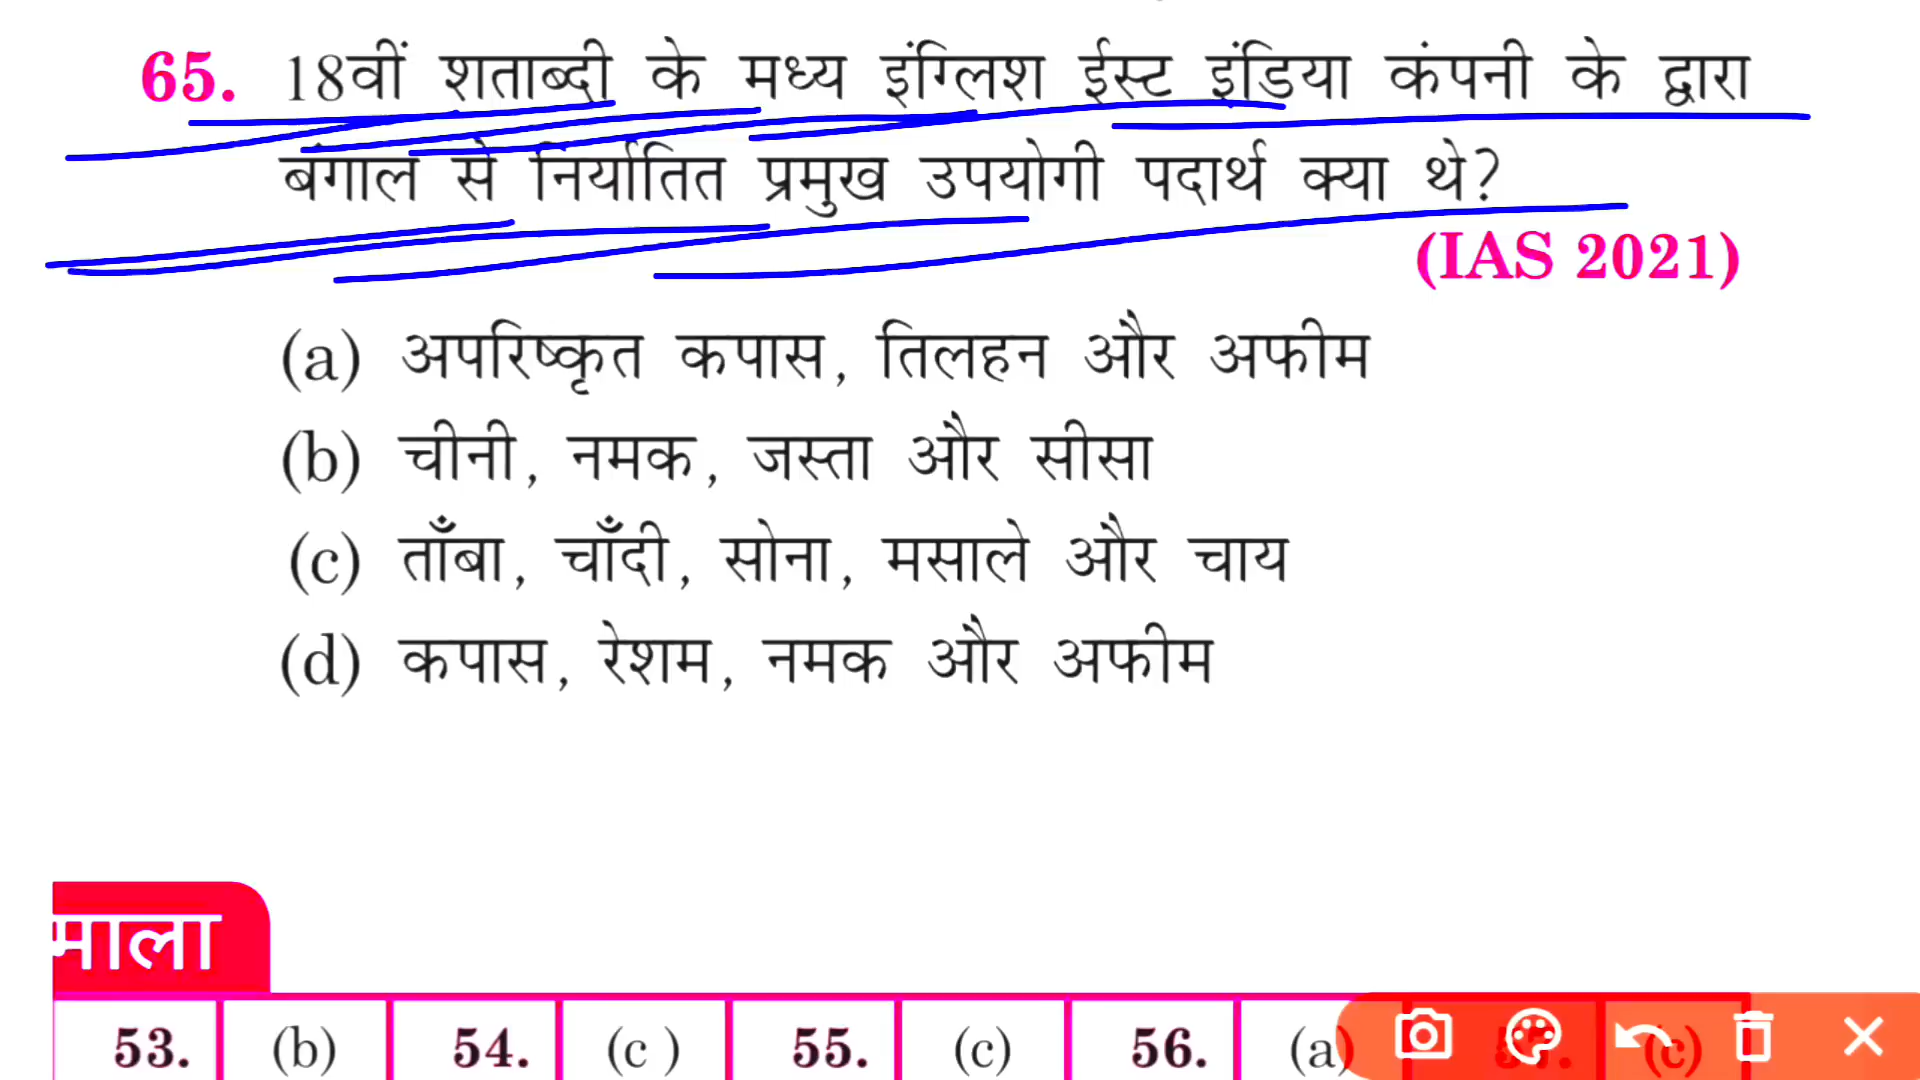 65. 18वीं शताब्दी के मध्य इंग्लिश ईस्ट इंडिया कंपनी के द्वारा
बंगाल से निर्यातित प्रमुख उपयोगी पदार्थ क्या थे?
(IAS 2021)
(a) अपरिष्कृत कपास, तिलहन और अफीम
(b) चीनी, नमक, जस्ता और सीसा
(c) ताँबा, चाँदी, सोना, मसाले और चाय
(d) कपास, रेशम, नमक और अफीम
माला
53. (b) 54. (c ) 55. (c) 56. (a) 57. (c)